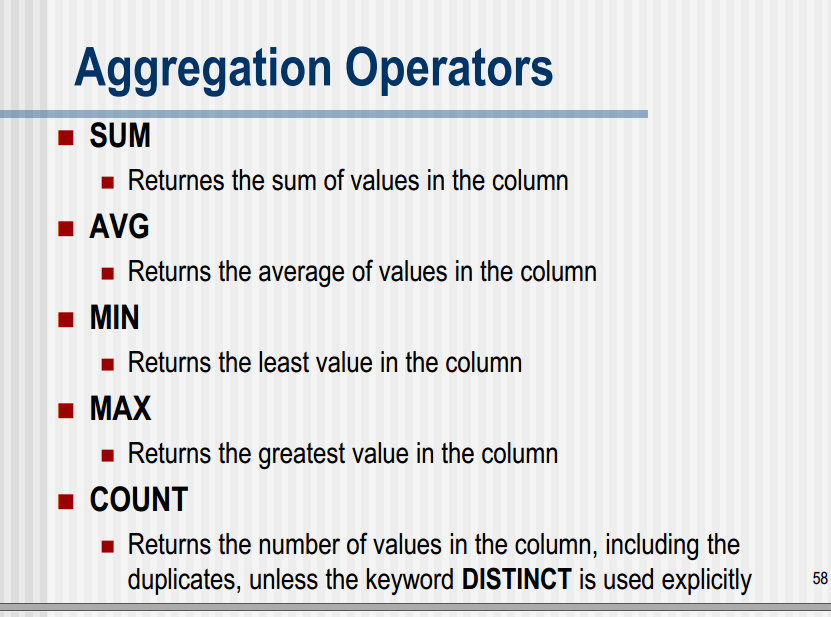 Aggregation Operators
SUM
Returnes the sum of values in the column
AVG
Returns the average of values in the column
MIN
Returns the least value in the column
MAX
Returns the greatest value in the column
COUNT
Returns the number of values in the column, including the
duplicates, unless the keyword DISTINCT is used explicitly
58